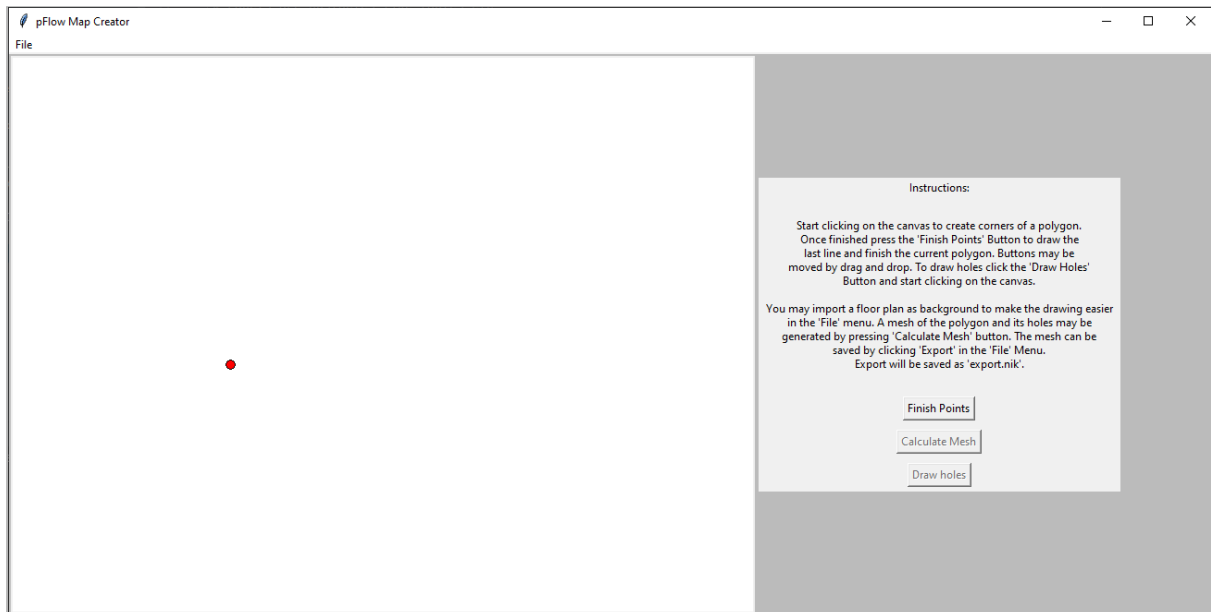 pFlow Map Creator
File
Instructions:
Start clicking on the canvas to create corners of a polygon.
Once finished press the 'Finish Points' Button to draw the
last line and finish the current polygon. Buttons may be
moved by drag and drop. To draw holes click the 'Draw Holes'
Button and start clicking on the canvas.
You may import a floor plan as background to make the drawing easier
in the 'File' menu. A mesh of the polygon and its holes may be
generated by pressing 'Calculate Mesh' button. The mesh can be
saved by clicking 'Export' in the 'File' Menu.
Export will be saved as 'export.nik'.
Finish Points
Calculate Mesh
Draw holes